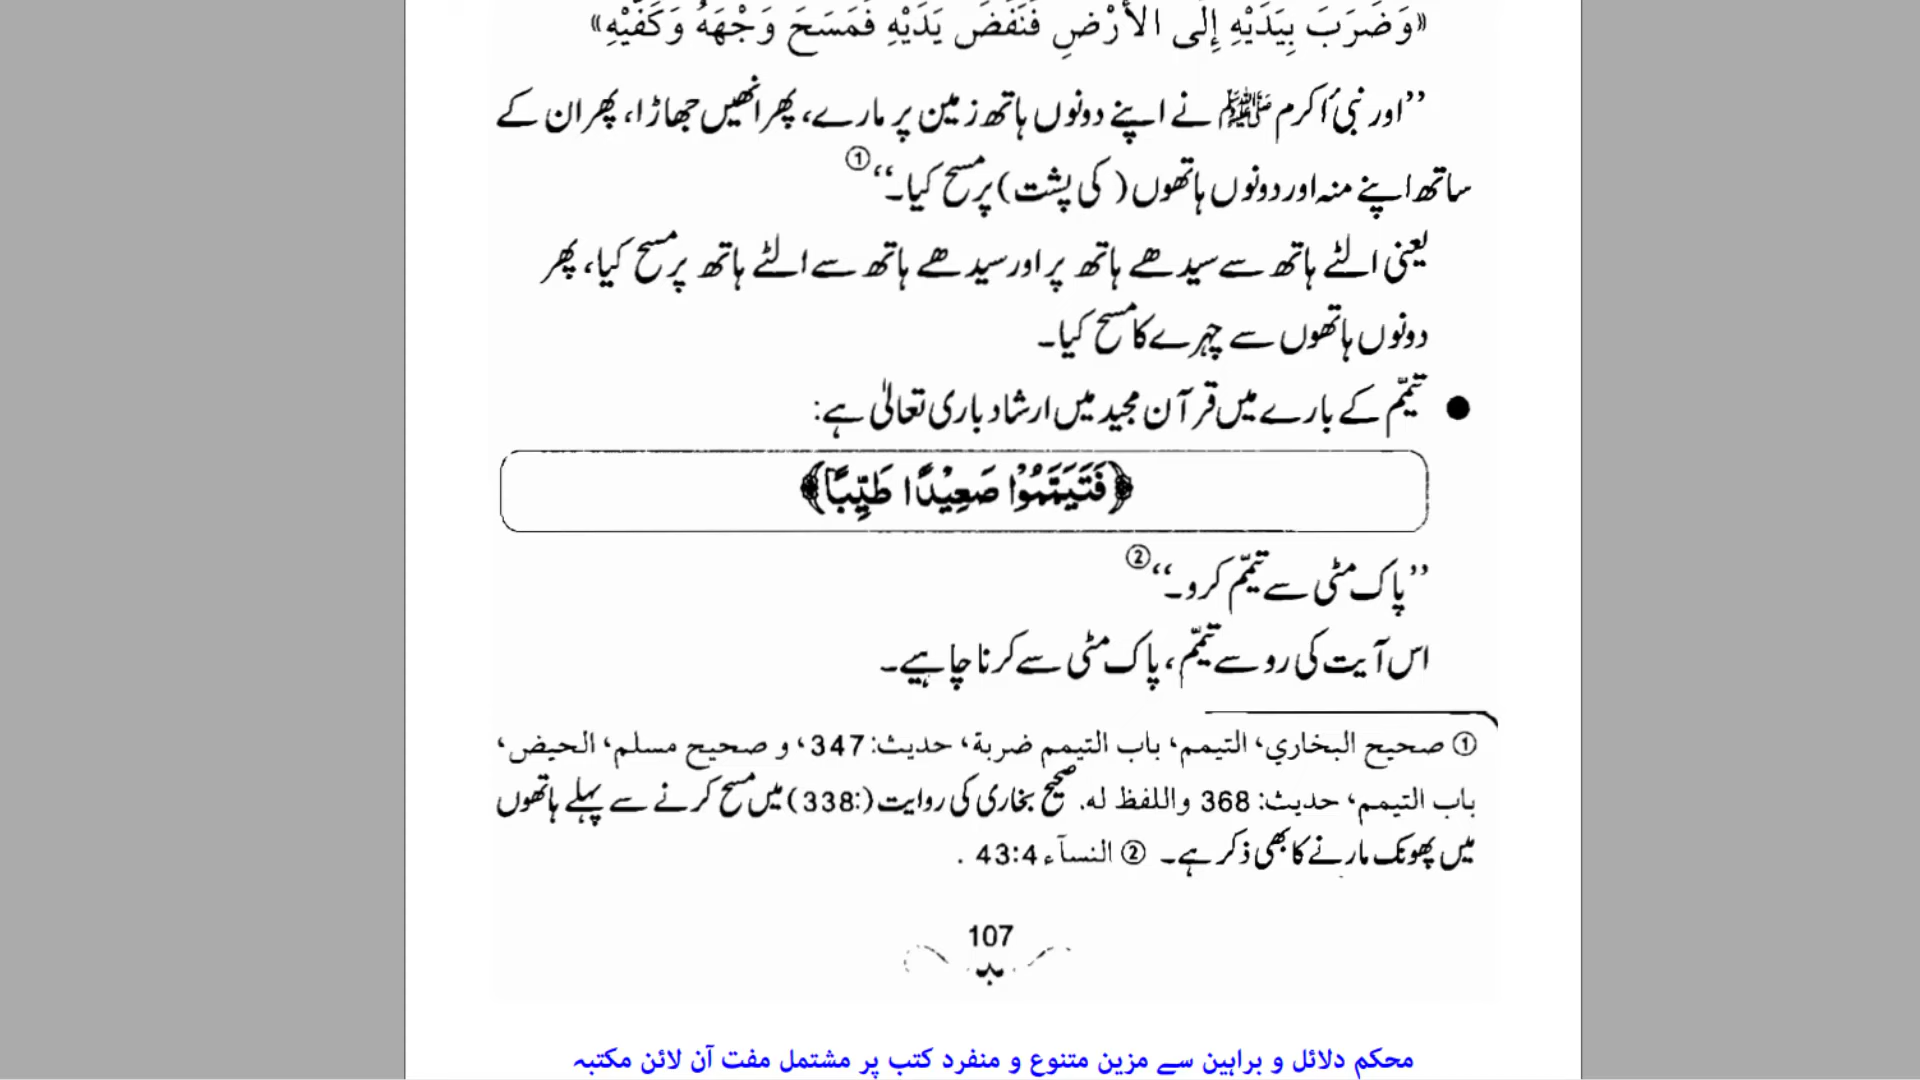 «وَضَرَبَ بِيَدَيْهِ إِلَى الأَرْضِ فَنَفَضَ يَدَيْهِ فَمَسَحَ وَجْهَهُ وَكَفَّيْهِ»
’’اور نبیٔ اکرم ﷺ نے اپنے دونوں ہاتھ زمین پر مارے، پھر انھیں جھاڑا، پھر ان کے
ساتھ اپنے منہ اور دونوں ہاتھوں (کی پشت) پر مسح کیا۔‘‘ ①
یعنی الٹے ہاتھ سے سیدھے ہاتھ پر اور سیدھے ہاتھ سے الٹے ہاتھ پر مسح کیا، پھر
دونوں ہاتھوں سے چہرے کا مسح کیا۔
● تیمّم کے بارے میں قرآن مجید میں ارشاد باری تعالیٰ ہے:
﴿فَتَيَمَّمُوْا صَعِيْدًا طَيِّبًا﴾
’’پاک مٹی سے تیمّم کرو۔‘‘ ②
اس آیت کی رو سے تیمّم، پاک مٹی سے کرنا چاہیے۔
① صحيح البخاري، التيمم، باب التيمم ضربة، حديث: 347، و صحيح مسلم، الحيض،
باب التيمم، حديث: 368 واللفظ له. صحیح بخاری کی روایت (:338) میں مسح کرنے سے پہلے ہاتھوں
میں پھونک مارنے کا بھی ذکر ہے۔ ② النسآء 43:4 .
107
محکم دلائل و براہین سے مزین متنوع و منفرد کتب پر مشتمل مفت آن لائن مکتبہ